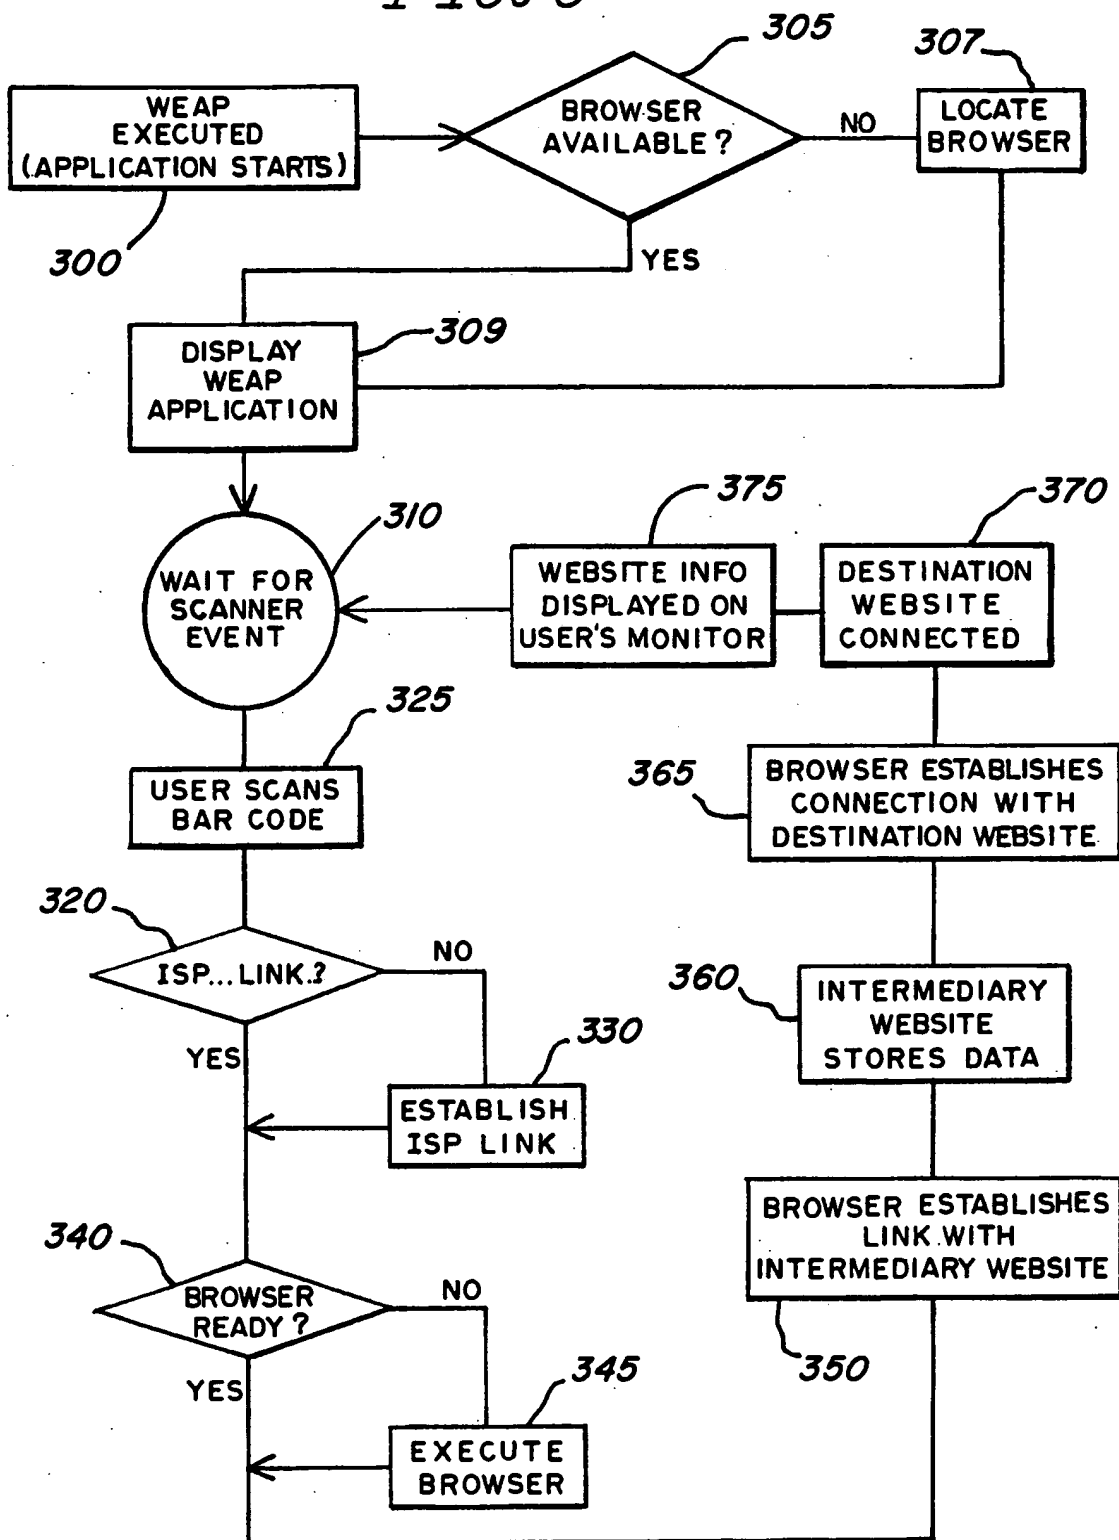 305
307
WEAP
EXECUTED
(APPLICATION STARTS)
BROWSER
AVAILABLE?
NO
LOCATE
BROWSER
300
YES
309
DISPLAY
WEAP
APPLICATION
310
375
370
WAIT FOR
SCANNER
EVENT
WEBSITE INFO
DISPLAYED ON
USER'S MONITOR
DESTINATION
WEBSITE
CONNECTED
325
USER SCANS
BAR CODE
365
BROWSER ESTABLISHES
CONNECTION WITH
DESTINATION WEBSITE
320
ISP...LINK.?
NO
YES
360
INTERMEDIARY
WEBSITE
STORES DATA
330
ESTABLISH
ISP LINK
BROWSER ESTABLISHES
LINK WITH
INTERMEDIARY WEBSITE
350
340
BROWSER
READY?
NO
YES
345
EXECUTE
BROWSER